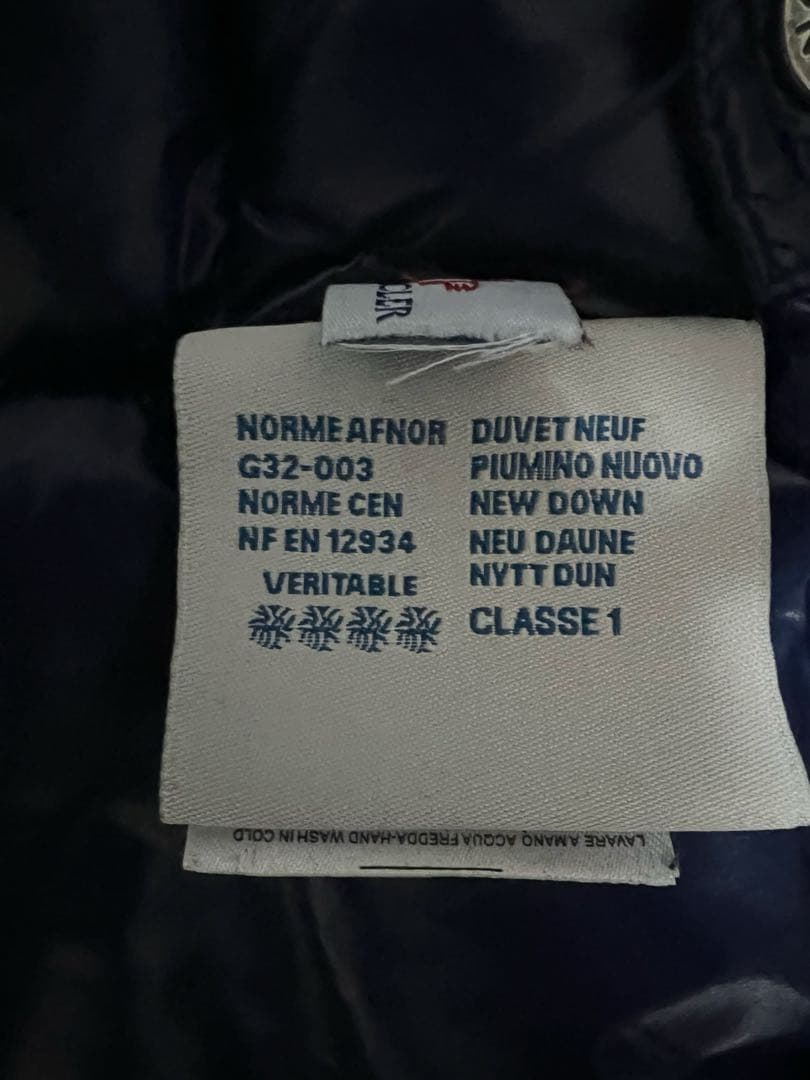 CLER
NORME AFNOR
G32-003
NORME CEN
NF EN 12934
VERITABLE
DUVET NEUF
PIUMINO NUOVO
NEW DOWN
NEU DAUNE
NYTT DUN
CLASSE 1
LAVARE A MANO ACQUA FREDDA-HAND WASH IN COLD